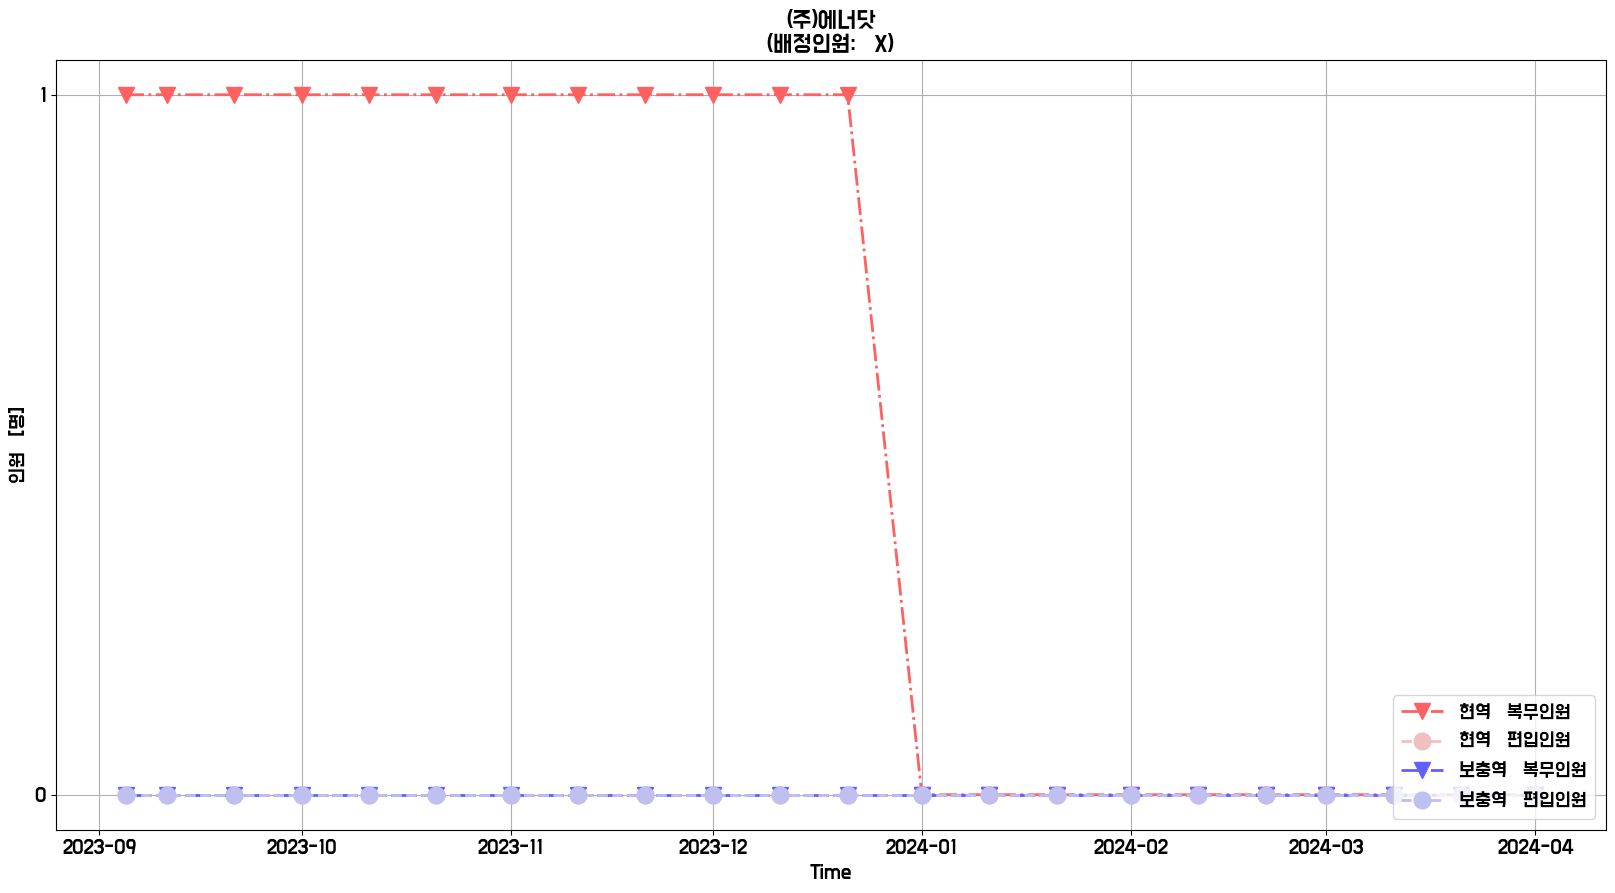 (주)에너닷
(배정인원: X)
인원 [명]
1
0
2023-09 2023-10 2023-11 2023-12 2024-01 2024-02 2024-03 2024-04
Time
현역 복무인원
현역 편입인원
보충역 복무인원
보충역 편입인원